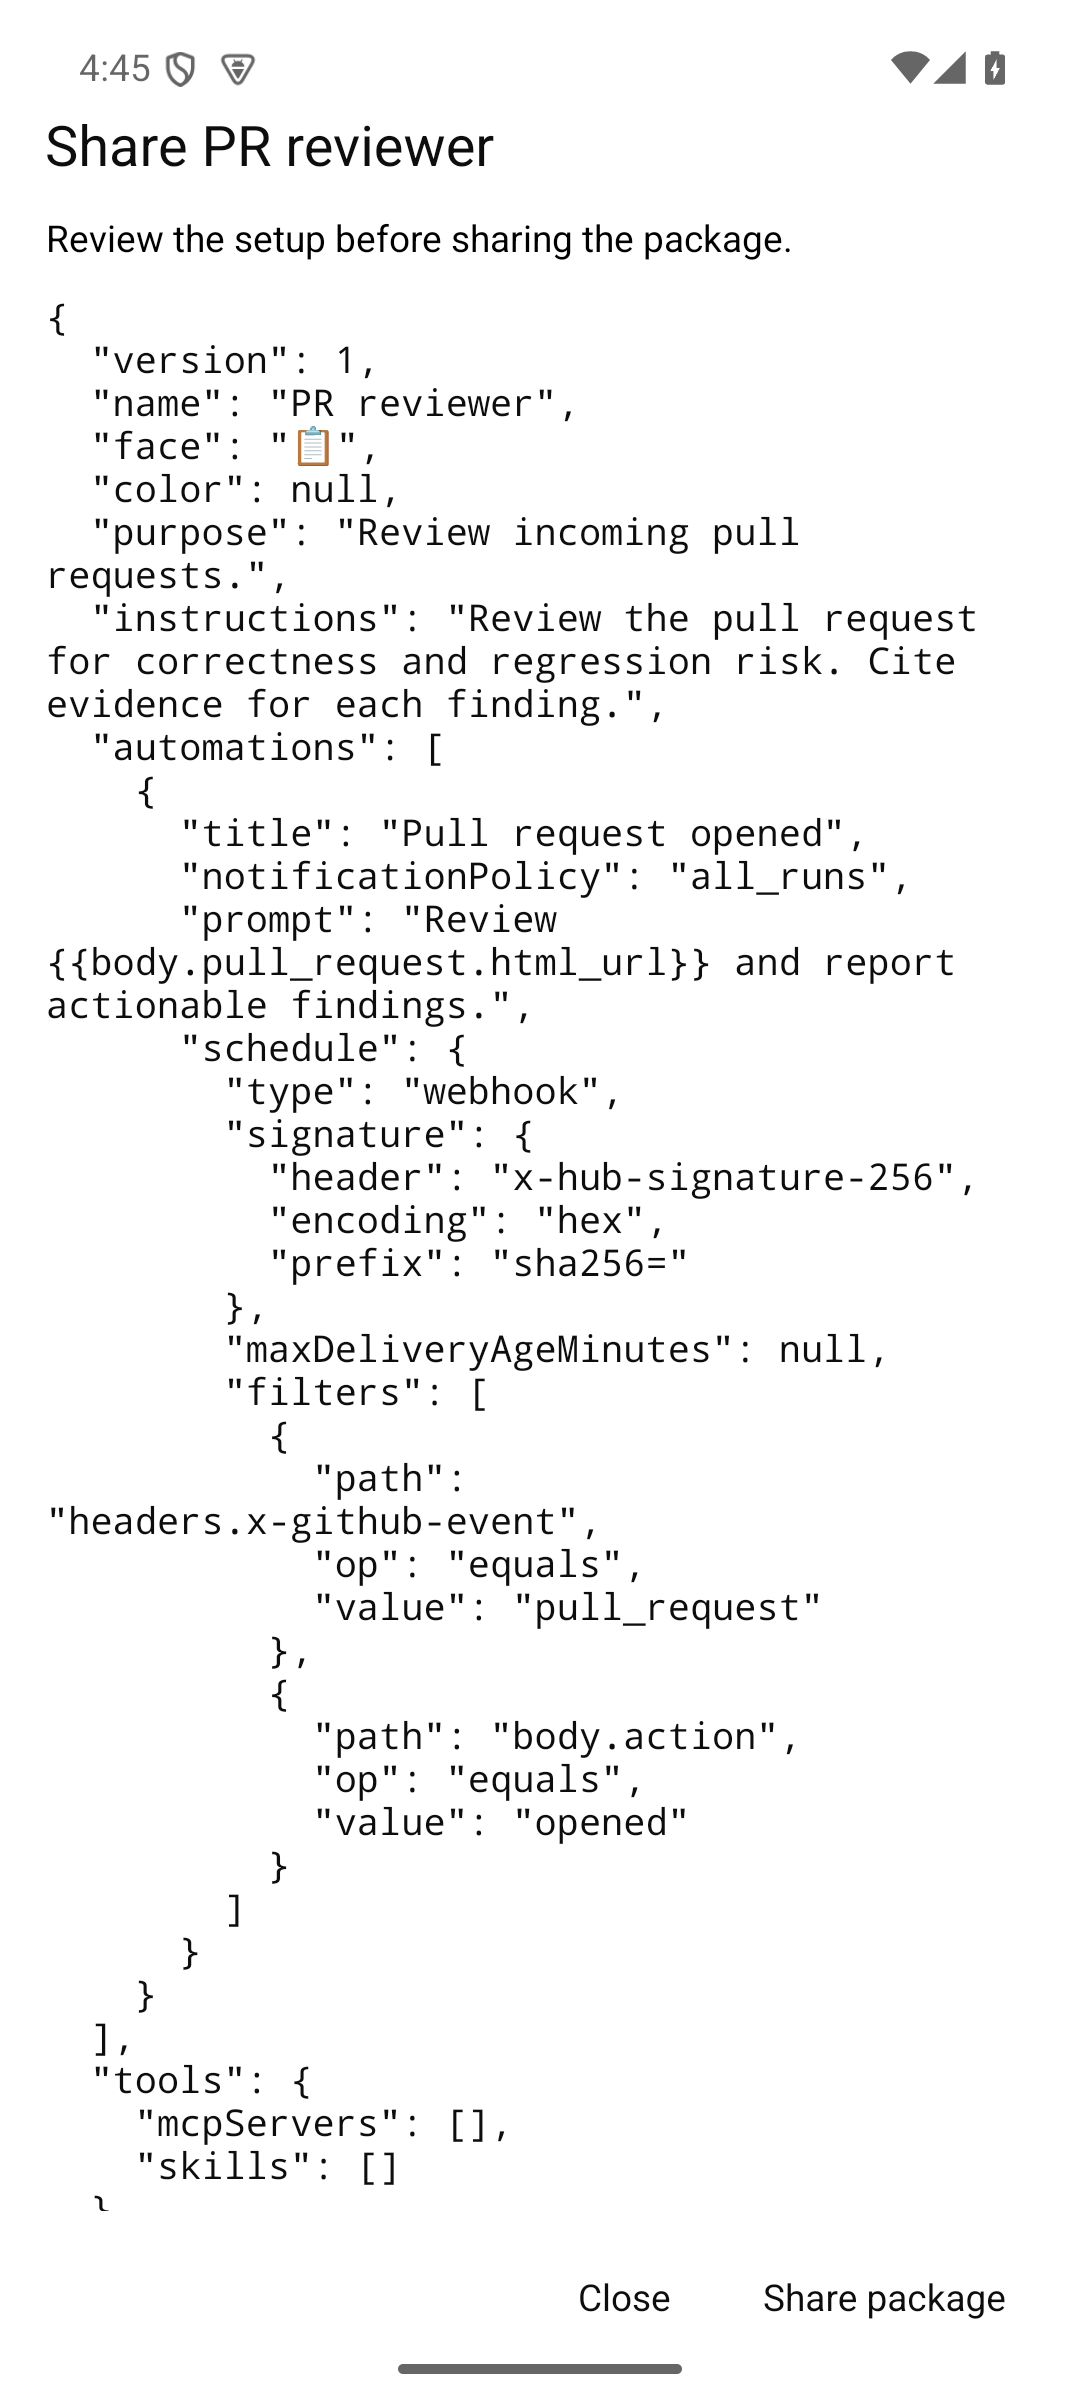 4:45
Share PR reviewer
Review the setup before sharing the package.
{
  "version": 1,
  "name": "PR reviewer",
  "face": "📋",
  "color": null,
  "purpose": "Review incoming pull
requests.",
  "instructions": "Review the pull request
for correctness and regression risk. Cite
evidence for each finding.",
  "automations": [
    {
      "title": "Pull request opened",
      "notificationPolicy": "all_runs",
      "prompt": "Review
{{body.pull_request.html_url}} and report
actionable findings.",
      "schedule": {
        "type": "webhook",
        "signature": {
          "header": "x-hub-signature-256",
          "encoding": "hex",
          "prefix": "sha256="
        },
        "maxDeliveryAgeMinutes": null,
        "filters": [
          {
            "path":
"headers.x-github-event",
            "op": "equals",
            "value": "pull_request"
          },
          {
            "path": "body.action",
            "op": "equals",
            "value": "opened"
          }
        ]
      }
    }
  ],
  "tools": {
    "mcpServers": [],
    "skills": []
  }
Close
Share package